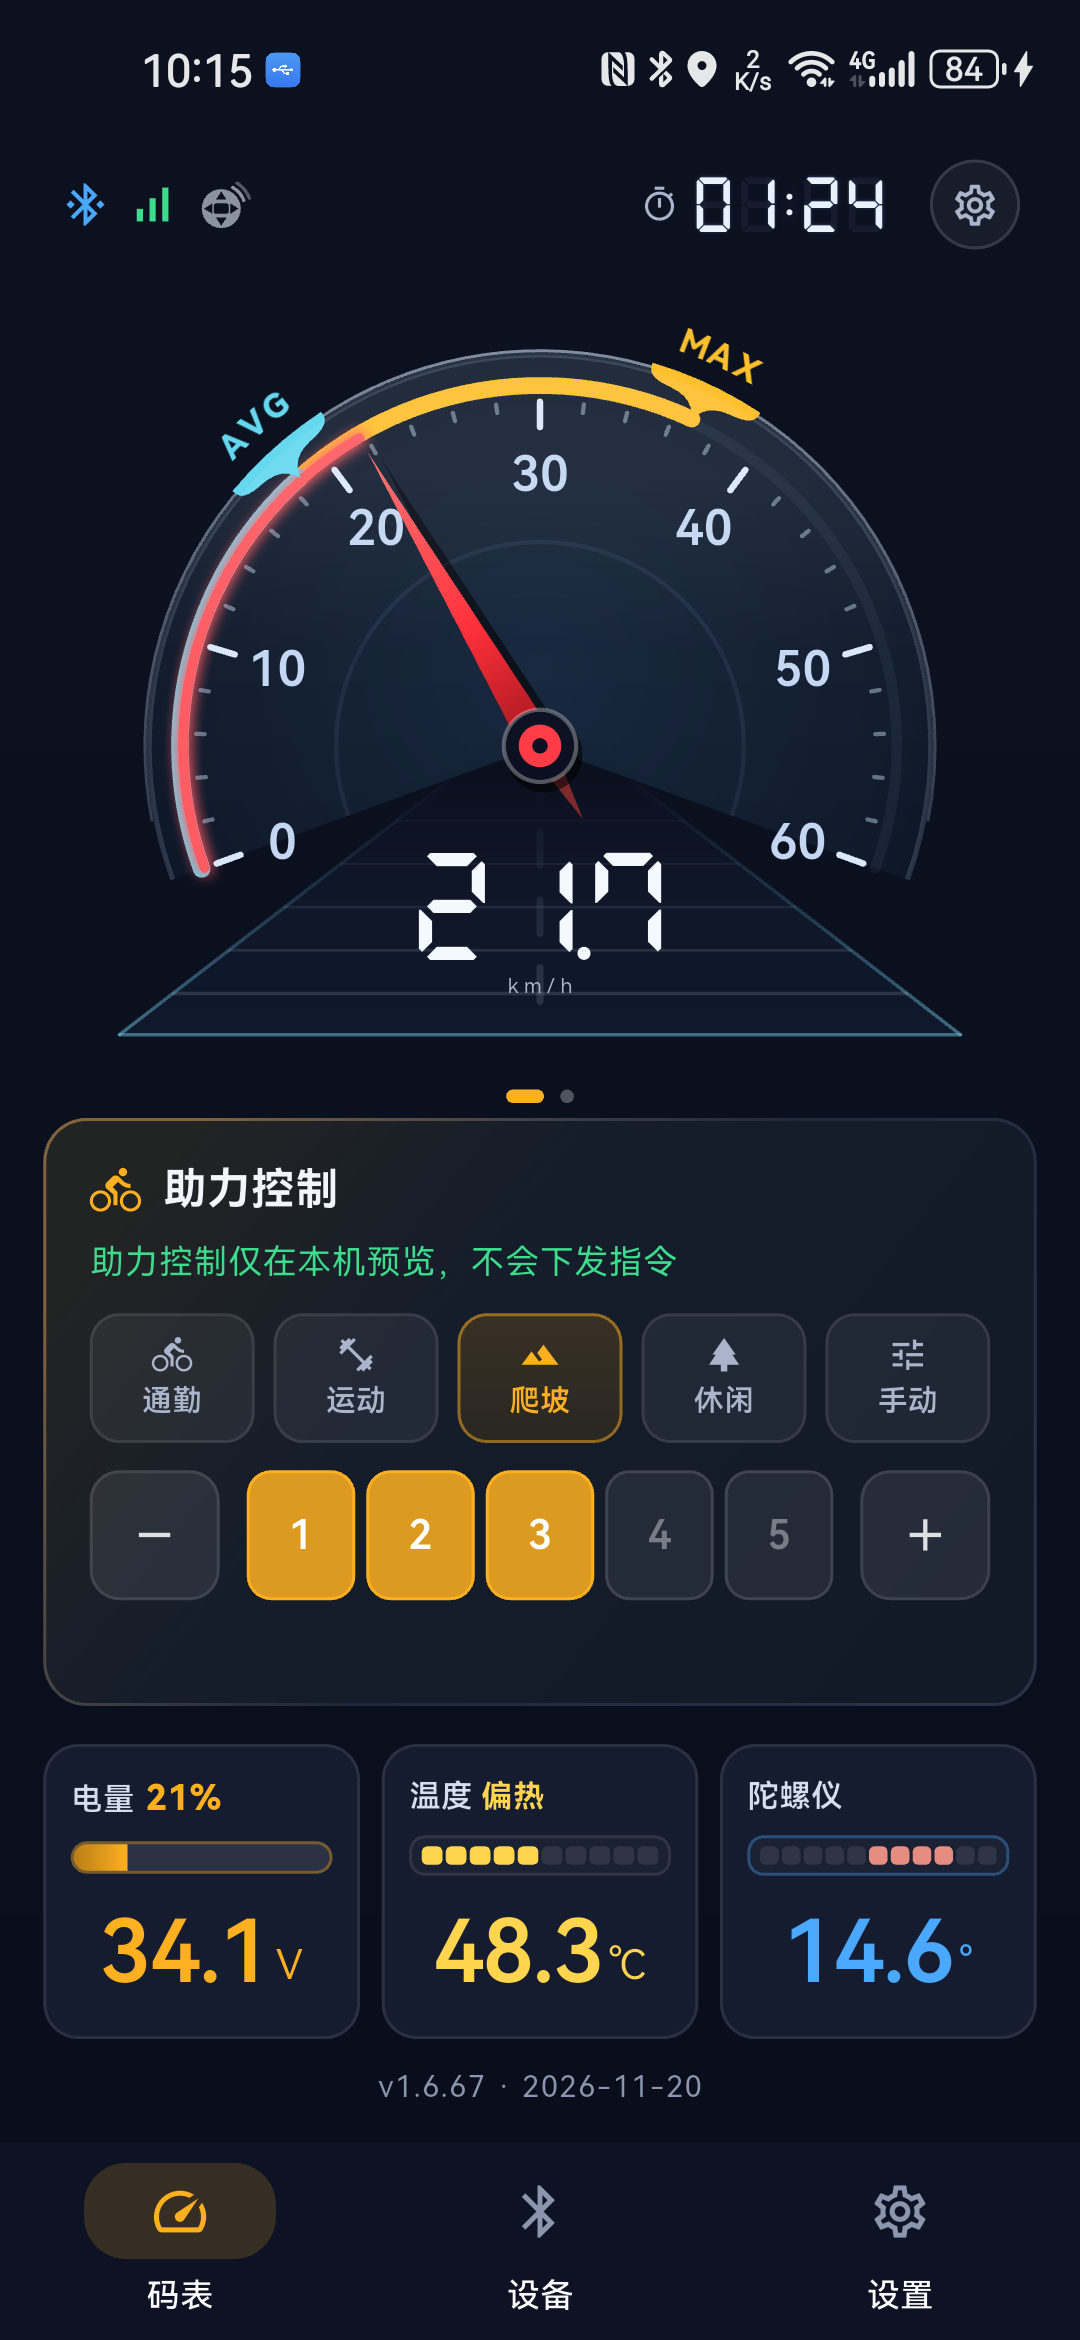 10:15
2
K/s
4G
84
01:24
AVG
MAX
0
10
20
30
40
50
60
21.7
km/h
助力控制
助力控制仅在本机预览，不会下发指令
通勤 运动 爬坡 休闲 手动
− 1 2 3 4 5 +
电量 21%
34.1 V
温度 偏热
48.3 °C
陀螺仪
14.6 °
v1.6.67 · 2026-11-20
码表 设备 设置